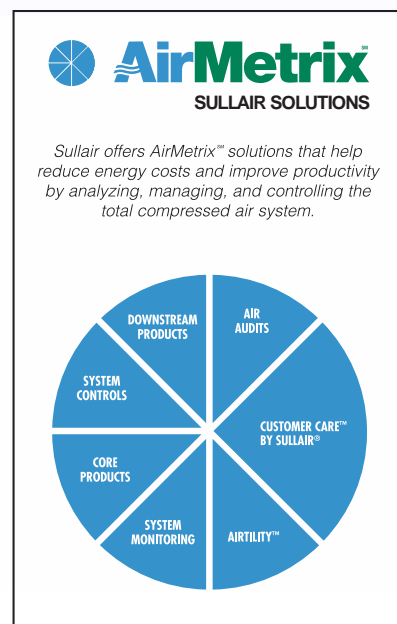 AirMetrix℠
SULLAIR SOLUTIONS
Sullair offers AirMetrix℠ solutions that help
reduce energy costs and improve productivity
by analyzing, managing, and controlling the
total compressed air system.
DOWNSTREAM
PRODUCTS
AIR
AUDITS
SYSTEM
CONTROLS
CUSTOMER CARE™
BY SULLAIR®
CORE
PRODUCTS
SYSTEM
MONITORING
AIRTILITY™